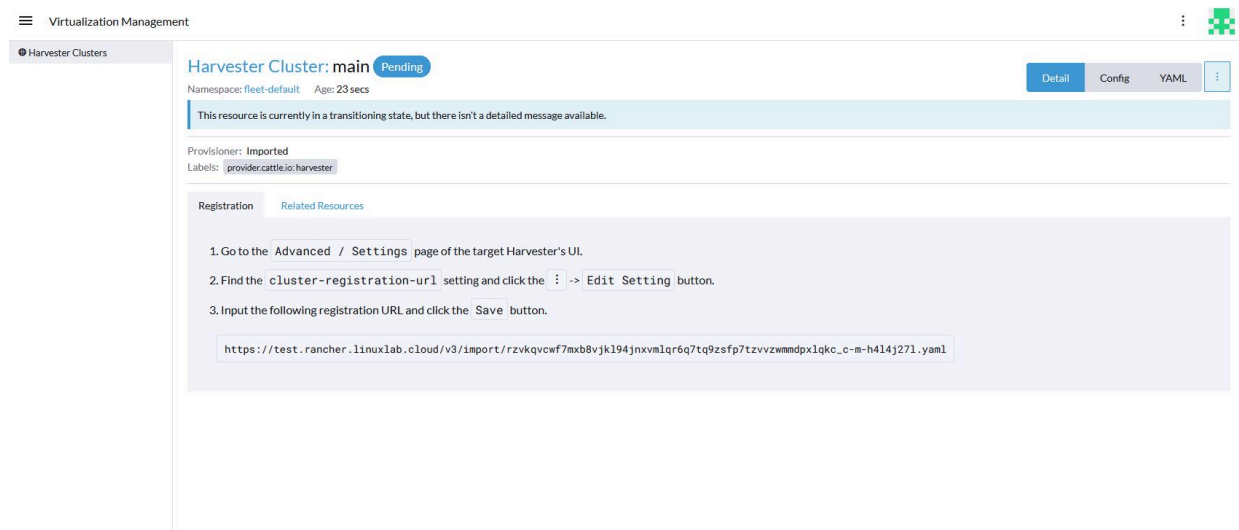 Virtualization Management
Harvester Clusters
Harvester Cluster: main Pending
Namespace: fleet-default Age: 23 secs
Detail Config YAML
This resource is currently in a transitioning state, but there isn't a detailed message available.
Provisioner: Imported
Labels: provider.cattle.io: harvester
Registration Related Resources
1. Go to the Advanced / Settings page of the target Harvester's UI.
2. Find the cluster-registration-url setting and click the ⋮ -> Edit Setting button.
3. Input the following registration URL and click the Save button.
https://test.rancher.linuxlab.cloud/v3/import/rzvkqvcwf7mxb8vjkl94jnxvmlqr6q7tq9zsfp7tzvvzwmmdpxlqkc_c-m-h4l4j27l.yaml